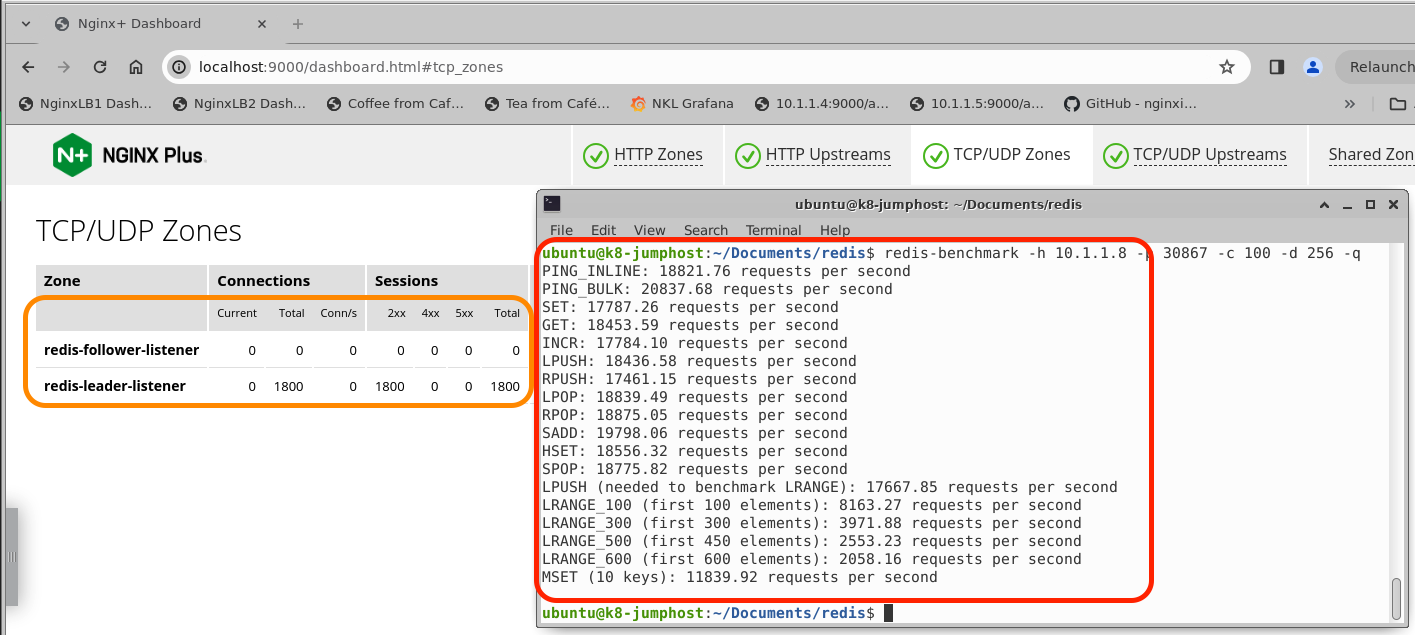 Nginx+ Dashboard
localhost:9000/dashboard.html#tcp_zones
Relaunch
NginxLB1 Dash... NginxLB2 Dash... Coffee from Caf... Tea from Café... NKL Grafana 10.1.1.4:9000/a... 10.1.1.5:9000/a... GitHub - nginxi... »
N+ NGINX Plus
HTTP Zones HTTP Upstreams TCP/UDP Zones TCP/UDP Upstreams Shared Zon
TCP/UDP Zones
Zone Connections Sessions
Current Total Conn/s 2xx 4xx 5xx Total
redis-follower-listener 0 0 0 0 0 0 0
redis-leader-listener 0 1800 0 1800 0 0 1800
ubuntu@k8-jumphost: ~/Documents/redis
File Edit View Search Terminal Help
ubuntu@k8-jumphost:~/Documents/redis$ redis-benchmark -h 10.1.1.8 -p 30867 -c 100 -d 256 -q
PING_INLINE: 18821.76 requests per second
PING_BULK: 20837.68 requests per second
SET: 17787.26 requests per second
GET: 18453.59 requests per second
INCR: 17784.10 requests per second
LPUSH: 18436.58 requests per second
RPUSH: 17461.15 requests per second
LPOP: 18839.49 requests per second
RPOP: 18875.05 requests per second
SADD: 19798.06 requests per second
HSET: 18556.32 requests per second
SPOP: 18775.82 requests per second
LPUSH (needed to benchmark LRANGE): 17667.85 requests per second
LRANGE_100 (first 100 elements): 8163.27 requests per second
LRANGE_300 (first 300 elements): 3971.88 requests per second
LRANGE_500 (first 450 elements): 2553.23 requests per second
LRANGE_600 (first 600 elements): 2058.16 requests per second
MSET (10 keys): 11839.92 requests per second
ubuntu@k8-jumphost:~/Documents/redis$